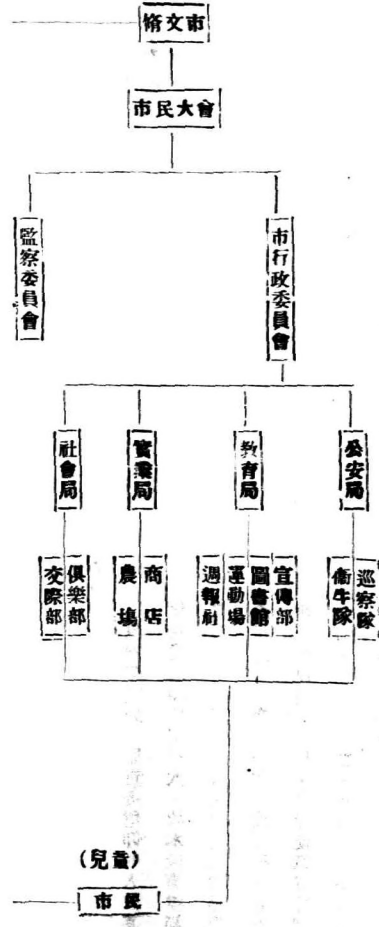 脩文市
市民大會
市行政委員會
監察委員會
公安局
教育局
實業局
社會局
巡察隊
衞生隊
宣傳部
圖書館
運動場
週報社
商店
農塲
俱樂部
交際部
(兒童)
市民